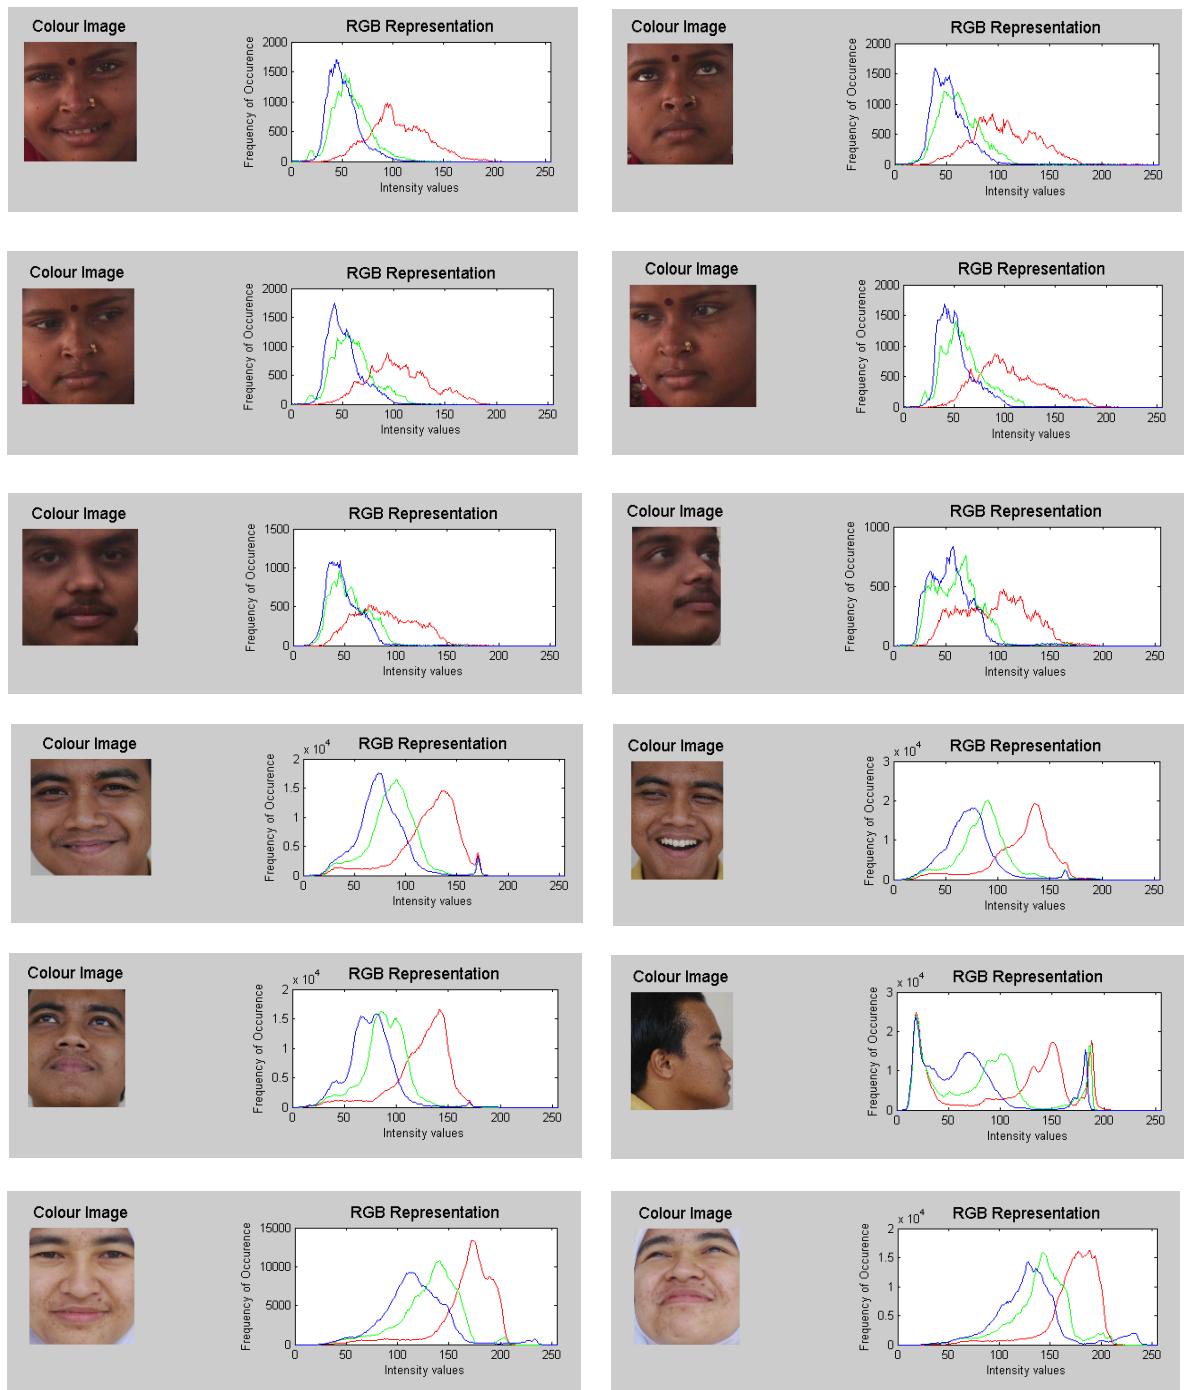 Colour Image
RGB Representation
Frequency of Occurence
2000
1500
1000
500
0
0 50 100 150 200 250
Intensity values
Colour Image
RGB Representation
Frequency of Occurence
2000
1500
1000
500
0
0 50 100 150 200 250
Intensity values
Colour Image
RGB Representation
Frequency of Occurence
2000
1500
1000
500
0
0 50 100 150 200 250
Intensity values
Colour Image
RGB Representation
Frequency of Occurence
2000
1500
1000
500
0
0 50 100 150 200 250
Intensity values
Colour Image
RGB Representation
Frequency of Occurence
1500
1000
500
0
0 50 100 150 200 250
Intensity values
Colour Image
RGB Representation
Frequency of Occurence
1000
500
0
0 50 100 150 200 250
Intensity values
Colour Image
RGB Representation
x 10^4
Frequency of Occurence
2
1.5
1
0.5
0
0 50 100 150 200 250
Intensity values
Colour Image
RGB Representation
x 10^4
Frequency of Occurence
3
2
1
0
0 50 100 150 200 250
Intensity values
Colour Image
RGB Representation
x 10^4
Frequency of Occurence
2
1.5
1
0.5
0
0 50 100 150 200 250
Intensity values
Colour Image
RGB Representation
x 10^4
Frequency of Occurence
3
2
1
0
0 50 100 150 200 250
Intensity values
Colour Image
RGB Representation
Frequency of Occurence
15000
10000
5000
0
0 50 100 150 200 250
Intensity values
Colour Image
RGB Representation
x 10^4
Frequency of Occurence
2
1.5
1
0.5
0
0 50 100 150 200 250
Intensity values